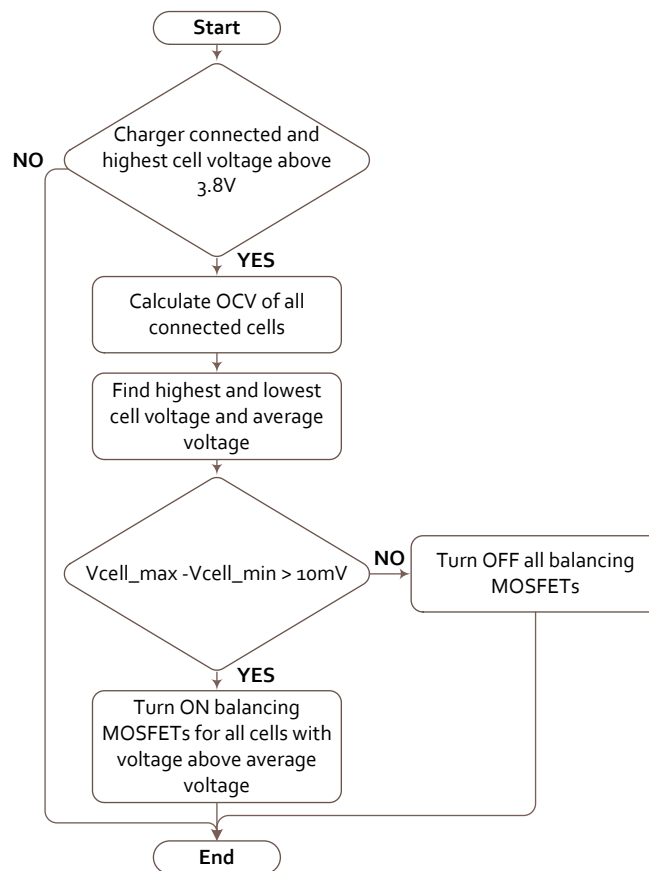 Start
Charger connected and
highest cell voltage above
3.8V
NO
YES
Calculate OCV of all
connected cells
Find highest and lowest
cell voltage and average
voltage
Vcell_max -Vcell_min > 10mV
NO
Turn OFF all balancing
MOSFETs
YES
Turn ON balancing
MOSFETs for all cells with
voltage above average
voltage
End